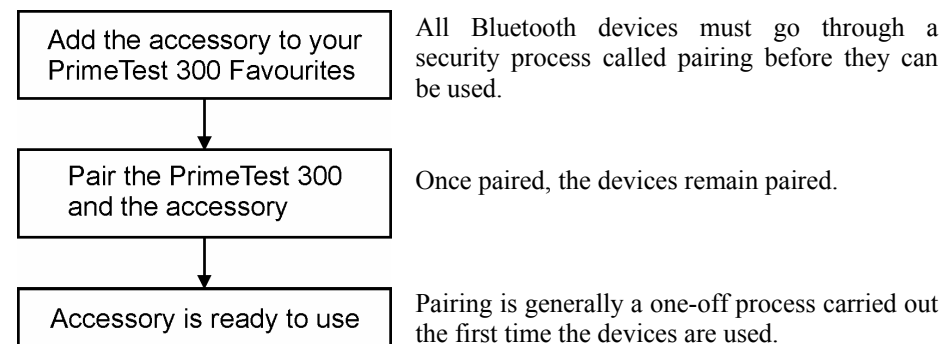 Add the accessory to your
PrimeTest 300 Favourites
All Bluetooth devices must go through a
security process called pairing before they can
be used.
Pair the PrimeTest 300
and the accessory
Once paired, the devices remain paired.
Accessory is ready to use
Pairing is generally a one-off process carried out
the first time the devices are used.